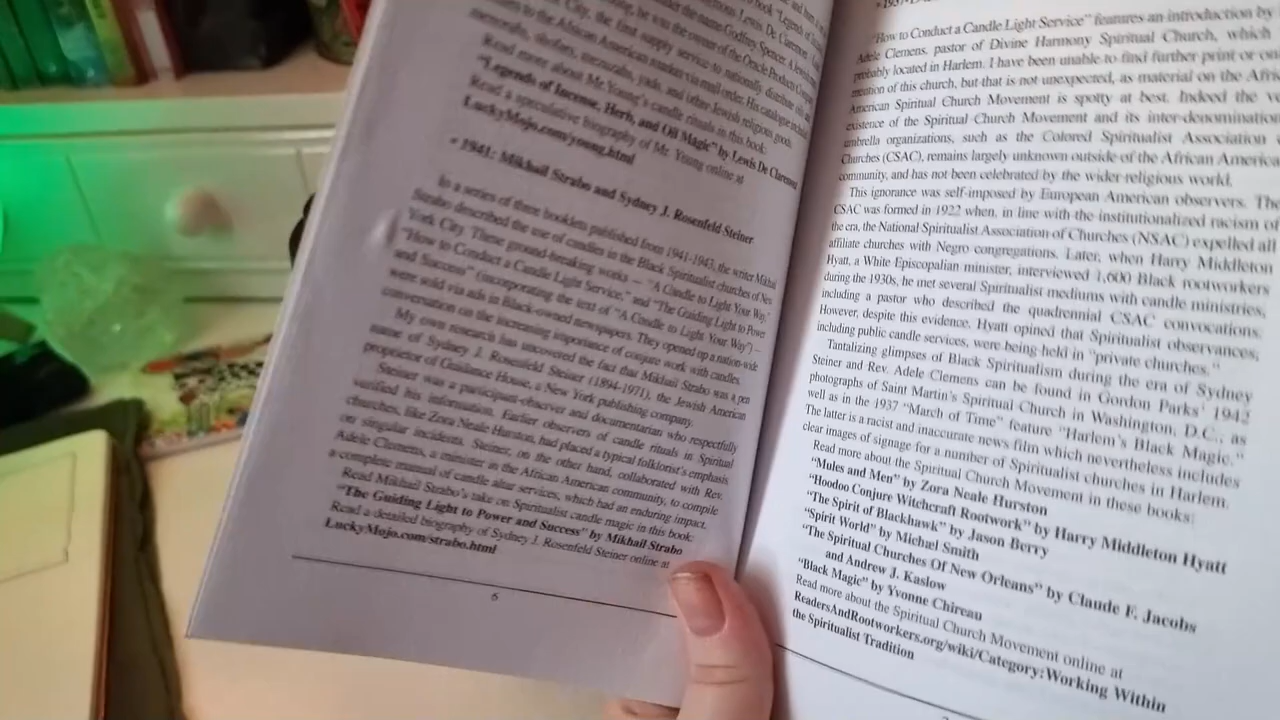 book "Legends of
Lewis De Claremont.
under the name Godfrey Spencer. A
he was the owner of the Oracle Products Company
City, the first supply service to nationally distribute
to the African American market via mail order. His catalogue
menorahs, shofars, mezuzahs, yads, and other Jewish religious goods.
Read more about Mr. Young's candle rituals in this book:
"Legends of Incense, Herb, and Oil Magic" by Lewis De Claremont
Read a speculative biography of Mr. Young online at
LuckyMojo.com/young.html
• 1941: Mikhail Strabo and Sydney J. Rosenfeld Steiner
In a series of three booklets published from 1941-1943, the writer Mikhail
Strabo described the use of candles in the Black Spiritualist churches of New
York City. These ground-breaking works — "A Candle to Light Your Way,"
"How to Conduct a Candle Light Service," and "The Guiding Light to Power
and Success" (incorporating the text of "A Candle to Light Your Way") —
were sold via ads in Black-owned newspapers. They opened up a nation-wide
conversation on the increasing importance of conjure work with candles.
My own research has uncovered the fact that Mikhail Strabo was a pen
name of Sydney J. Rosenfeld Steiner (1894-1971), the Jewish American
proprietor of Guidance House, a New York publishing company.
Steiner was a participant-observer and documentarian who respectfully
verified his information. Earlier observers of candle rituals in Spiritual
churches, like Zora Neale Hurston, had placed a typical folklorist's emphasis
on singular incidents. Steiner, on the other hand, collaborated with Rev.
Adele Clemens, a minister in the African American community, to compile
a complete manual of candle altar services, which had an enduring impact.
Read Mikhail Strabo's take on Spiritualist candle magic in this book:
"The Guiding Light to Power and Success" by Mikhail Strabo
Read a detailed biography of Sydney J. Rosenfeld Steiner online at
LuckyMojo.com/strabo.html
6
"How to Conduct a Candle Light Service" features an introduction by
Adele Clemens, pastor of Divine Harmony Spiritual Church, which
probably located in Harlem. I have been unable to find further print or
mention of this church, but that is not unexpected, as material on the
American Spiritual Church Movement is spotty at best. Indeed the
existence of the Spiritual Church Movement and its
umbrella organizations, such as the Colored Spiritualist Association
Churches (CSAC), remains largely unknown outside of the African
community, and has not been celebrated by the wider religious world.
This ignorance was self-imposed by European American observers. The
CSAC was formed in 1922 when, in line with the institutionalized racism of
the era, the National Spiritualist Association of Churches (NSAC) expelled all
affiliate churches with Negro congregations. Later, when Harry Middleton
Hyatt, a White Episcopalian minister, interviewed 1,600 Black rootworkers
during the 1930s, he met several Spiritualist mediums with candle ministries,
including a pastor who described the quadrennial CSAC convocations.
However, despite this evidence, Hyatt opined that Spiritualist observances,
including public candle services, were being held in "private churches."
Tantalizing glimpses of Black Spiritualism during the era of Sydney
Steiner and Rev. Adele Clemens can be found in Gordon Parks' 1942
photographs of Saint Martin's Spiritual Church in Washington, D.C., as
well as in the 1937 "March of Time" feature "Harlem's Black Magic."
The latter is a racist and inaccurate news film which nevertheless includes
clear images of signage for a number of Spiritualist churches in Harlem.
Read more about the Spiritual Church Movement in these books:
"Mules and Men" by Zora Neale Hurston
"Hoodoo Conjure Witchcraft Rootwork" by Harry Middleton Hyatt
"The Spirit of Blackhawk" by Jason Berry
"Spirit World" by Michael Smith
"The Spiritual Churches Of New Orleans" by Claude F. Jacobs
and Andrew J. Kaslow
"Black Magic" by Yvonne Chireau
Read more about the Spiritual Church Movement online at
ReadersAndRootworkers.org/wiki/Category:Working Within
the Spiritualist Tradition